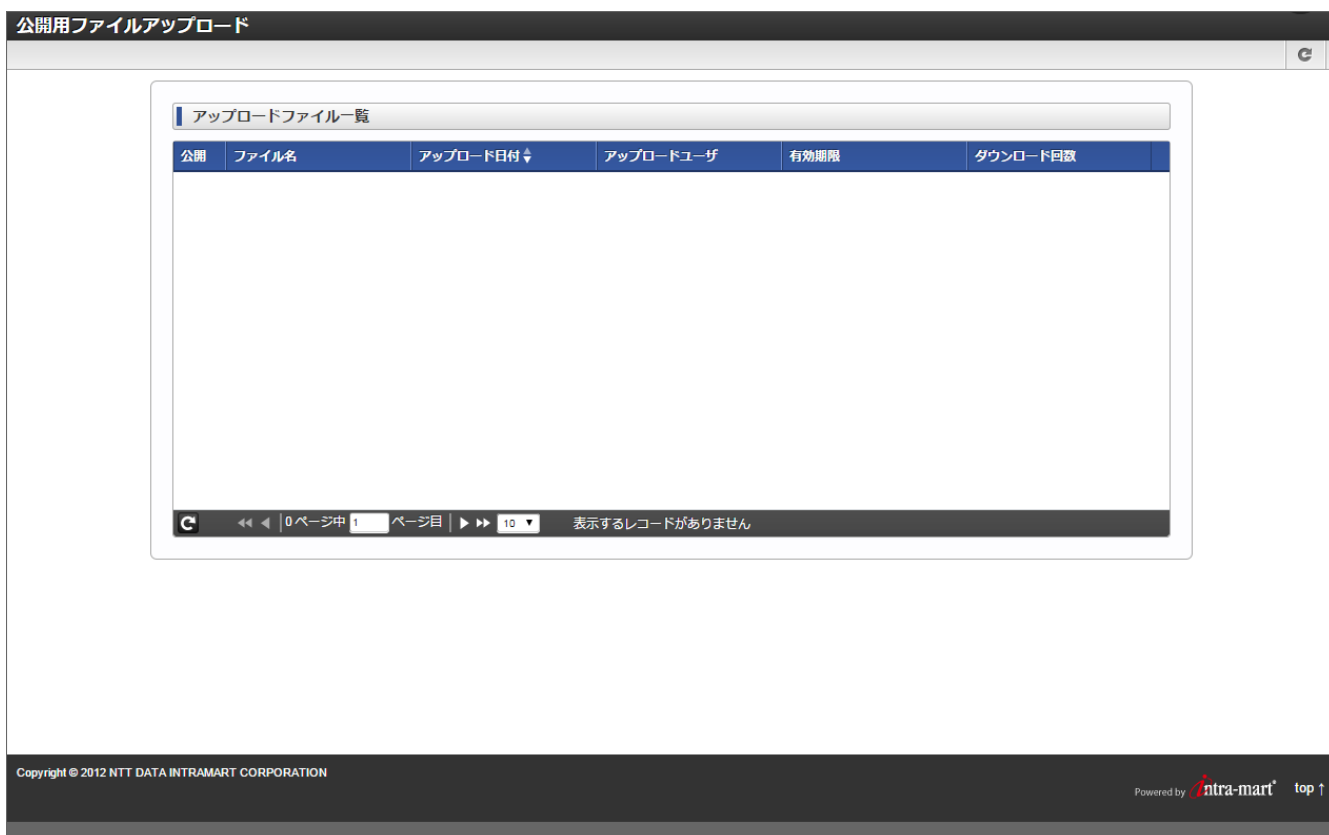 公開用ファイルアップロード
アップロードファイル一覧
公開 ファイル名 アップロード日付 アップロードユーザ 有効期限 ダウンロード回数
0 ページ中 1 ページ目 10 表示するレコードがありません
Copyright © 2012 NTT DATA INTRAMART CORPORATION
Powered by intra-mart® top ↑